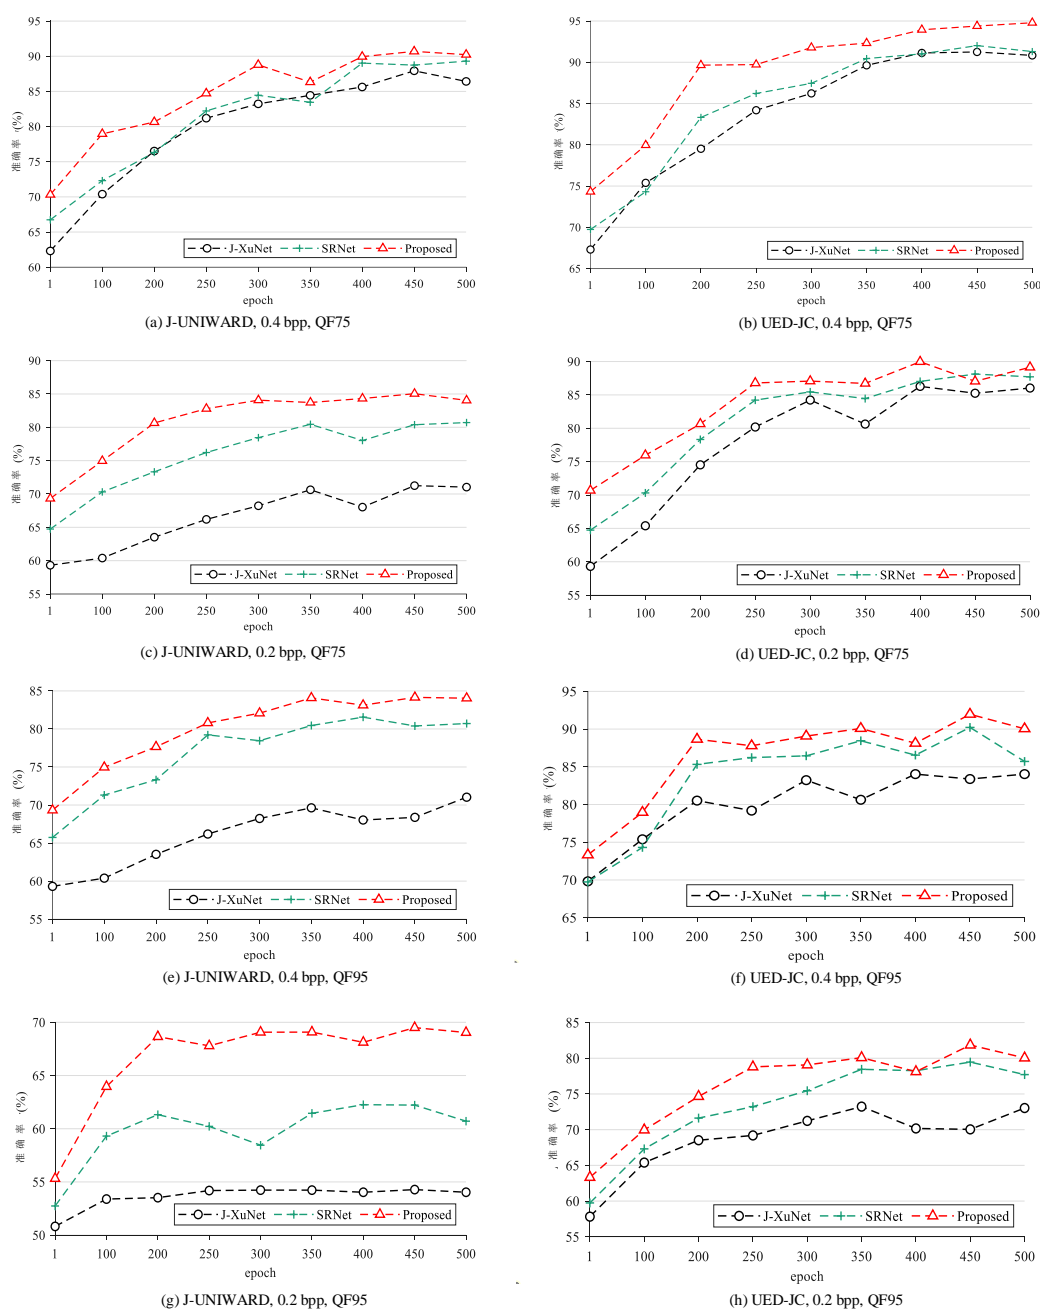 95
90
85
80
75
70
65
60
准确率 (%)
J-XuNet SRNet Proposed
1 100 200 250 300 350 400 450 500
epoch
(a) J-UNIWARD, 0.4 bpp, QF75
95
90
85
80
75
70
65
准确率 (%)
J-XuNet SRNet Proposed
1 100 200 250 300 350 400 450 500
epoch
(b) UED-JC, 0.4 bpp, QF75
90
85
80
75
70
65
60
55
准确率 (%)
J-XuNet SRNet Proposed
1 100 200 250 300 350 400 450 500
epoch
(c) J-UNIWARD, 0.2 bpp, QF75
90
85
80
75
70
65
60
55
准确率 (%)
J-XuNet SRNet Proposed
1 100 200 250 300 350 400 450 500
epoch
(d) UED-JC, 0.2 bpp, QF75
85
80
75
70
65
60
55
准确率 (%)
J-XuNet SRNet Proposed
1 100 200 250 300 350 400 450 500
epoch
(e) J-UNIWARD, 0.4 bpp, QF95
95
90
85
80
75
70
65
准确率 (%)
J-XuNet SRNet Proposed
1 100 200 250 300 350 400 450 500
epoch
(f) UED-JC, 0.4 bpp, QF95
70
65
60
55
50
准确率 (%)
J-XuNet SRNet Proposed
1 100 200 250 300 350 400 450 500
epoch
(g) J-UNIWARD, 0.2 bpp, QF95
85
80
75
70
65
60
55
准确率 (%)
J-XuNet SRNet Proposed
1 100 200 250 300 350 400 450 500
epoch
(h) UED-JC, 0.2 bpp, QF95